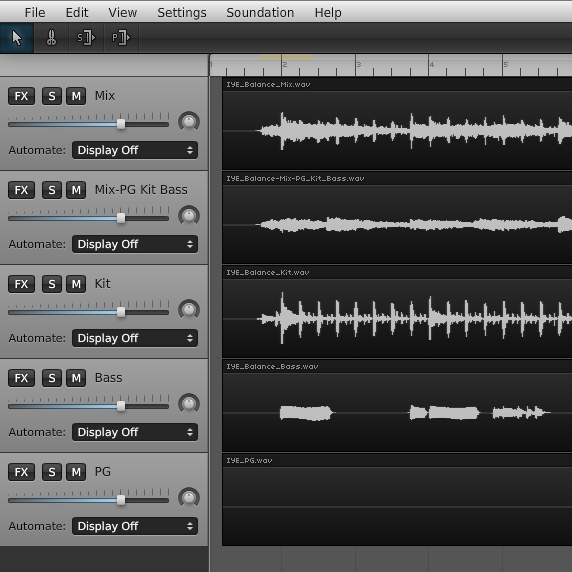 File Edit View Settings Soundation Help
S P
1 2 3 4 5
FX S M Mix
Automate: Display Off
IYE_Balance_Mix.wav
FX S M Mix-PG Kit Bass
Automate: Display Off
IYE_Balance-Mix-PG_Kit_Bass.wav
FX S M Kit
Automate: Display Off
IYE_Balance_Kit.wav
FX S M Bass
Automate: Display Off
IYE_Balance_Bass.wav
FX S M PG
Automate: Display Off
IYE_PG.wav